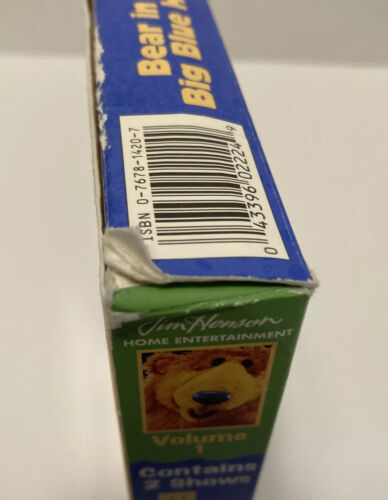 Bear in
Big Blue
ISBN 0-7678-1420-7
0 43396 02224 9
Jim Henson
HOME ENTERTAINMENT
Volume
1
Contains
2 Shows